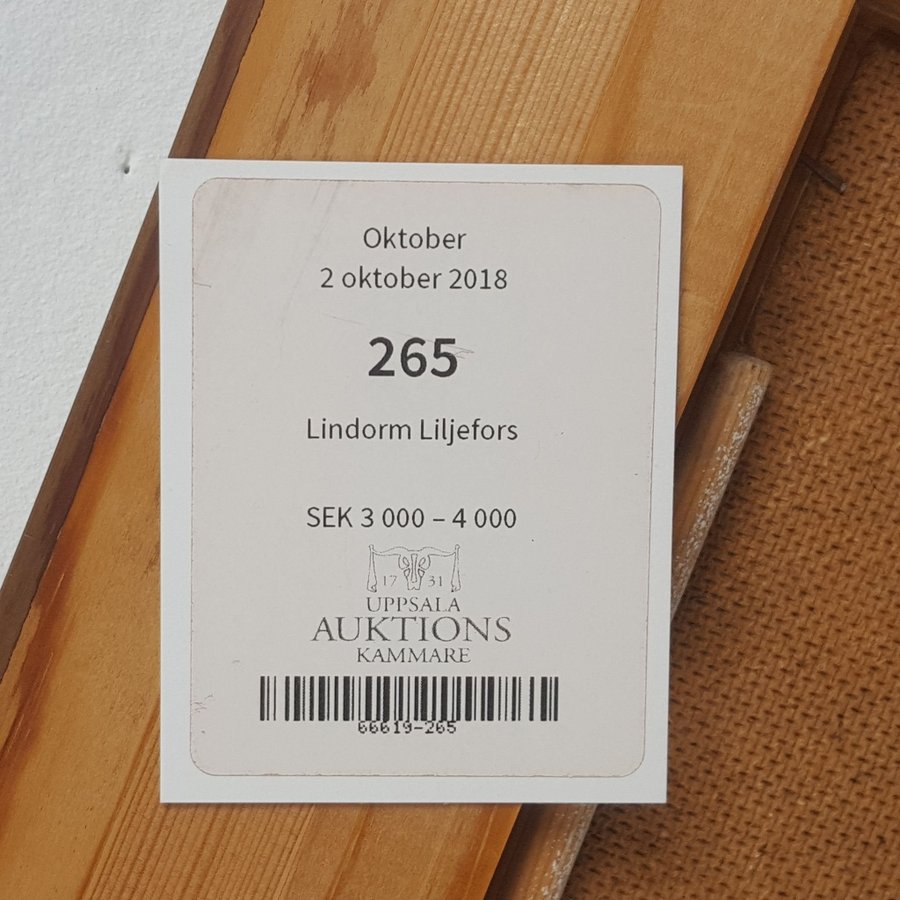 Oktober
2 oktober 2018
265
Lindorm Liljefors
SEK 3 000 – 4 000
17 31
UPPSALA
AUKTIONS
KAMMARE
66619-265